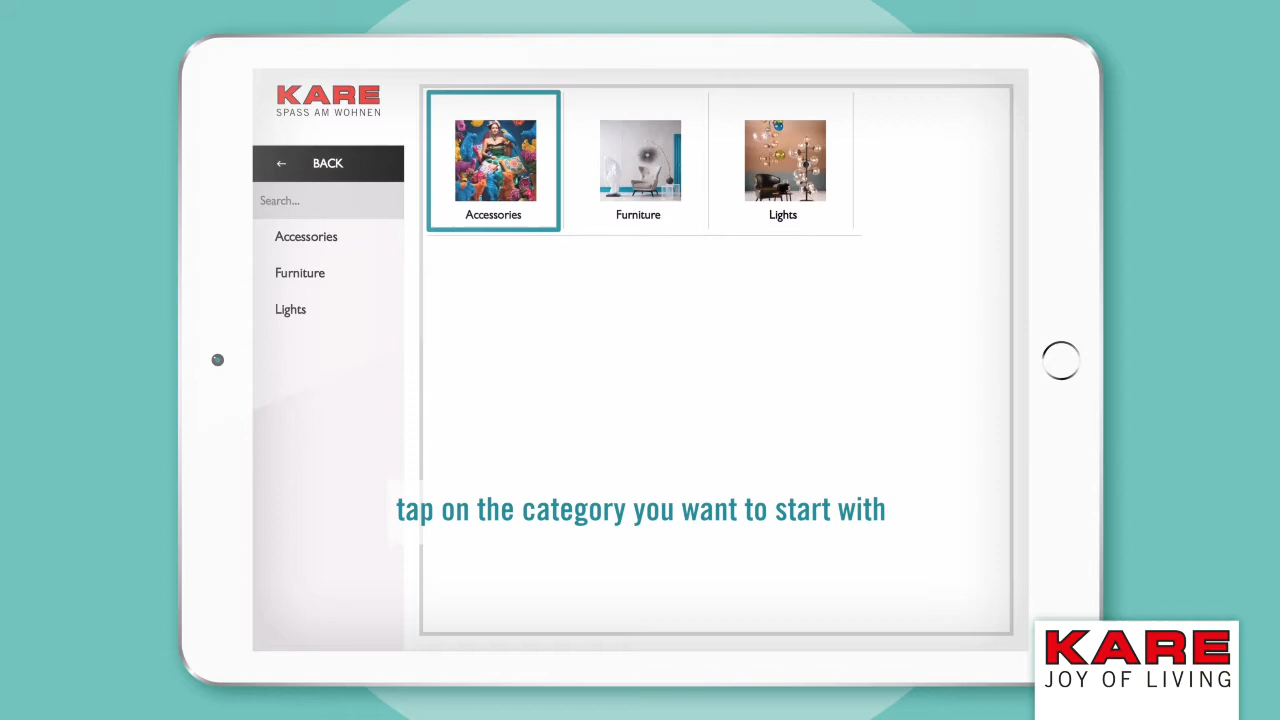 KARE
SPASS AM WOHNEN
← BACK
Search...
Accessories
Furniture
Lights
Accessories
Furniture
Lights
tap on the category you want to start with
KARE
JOY OF LIVING